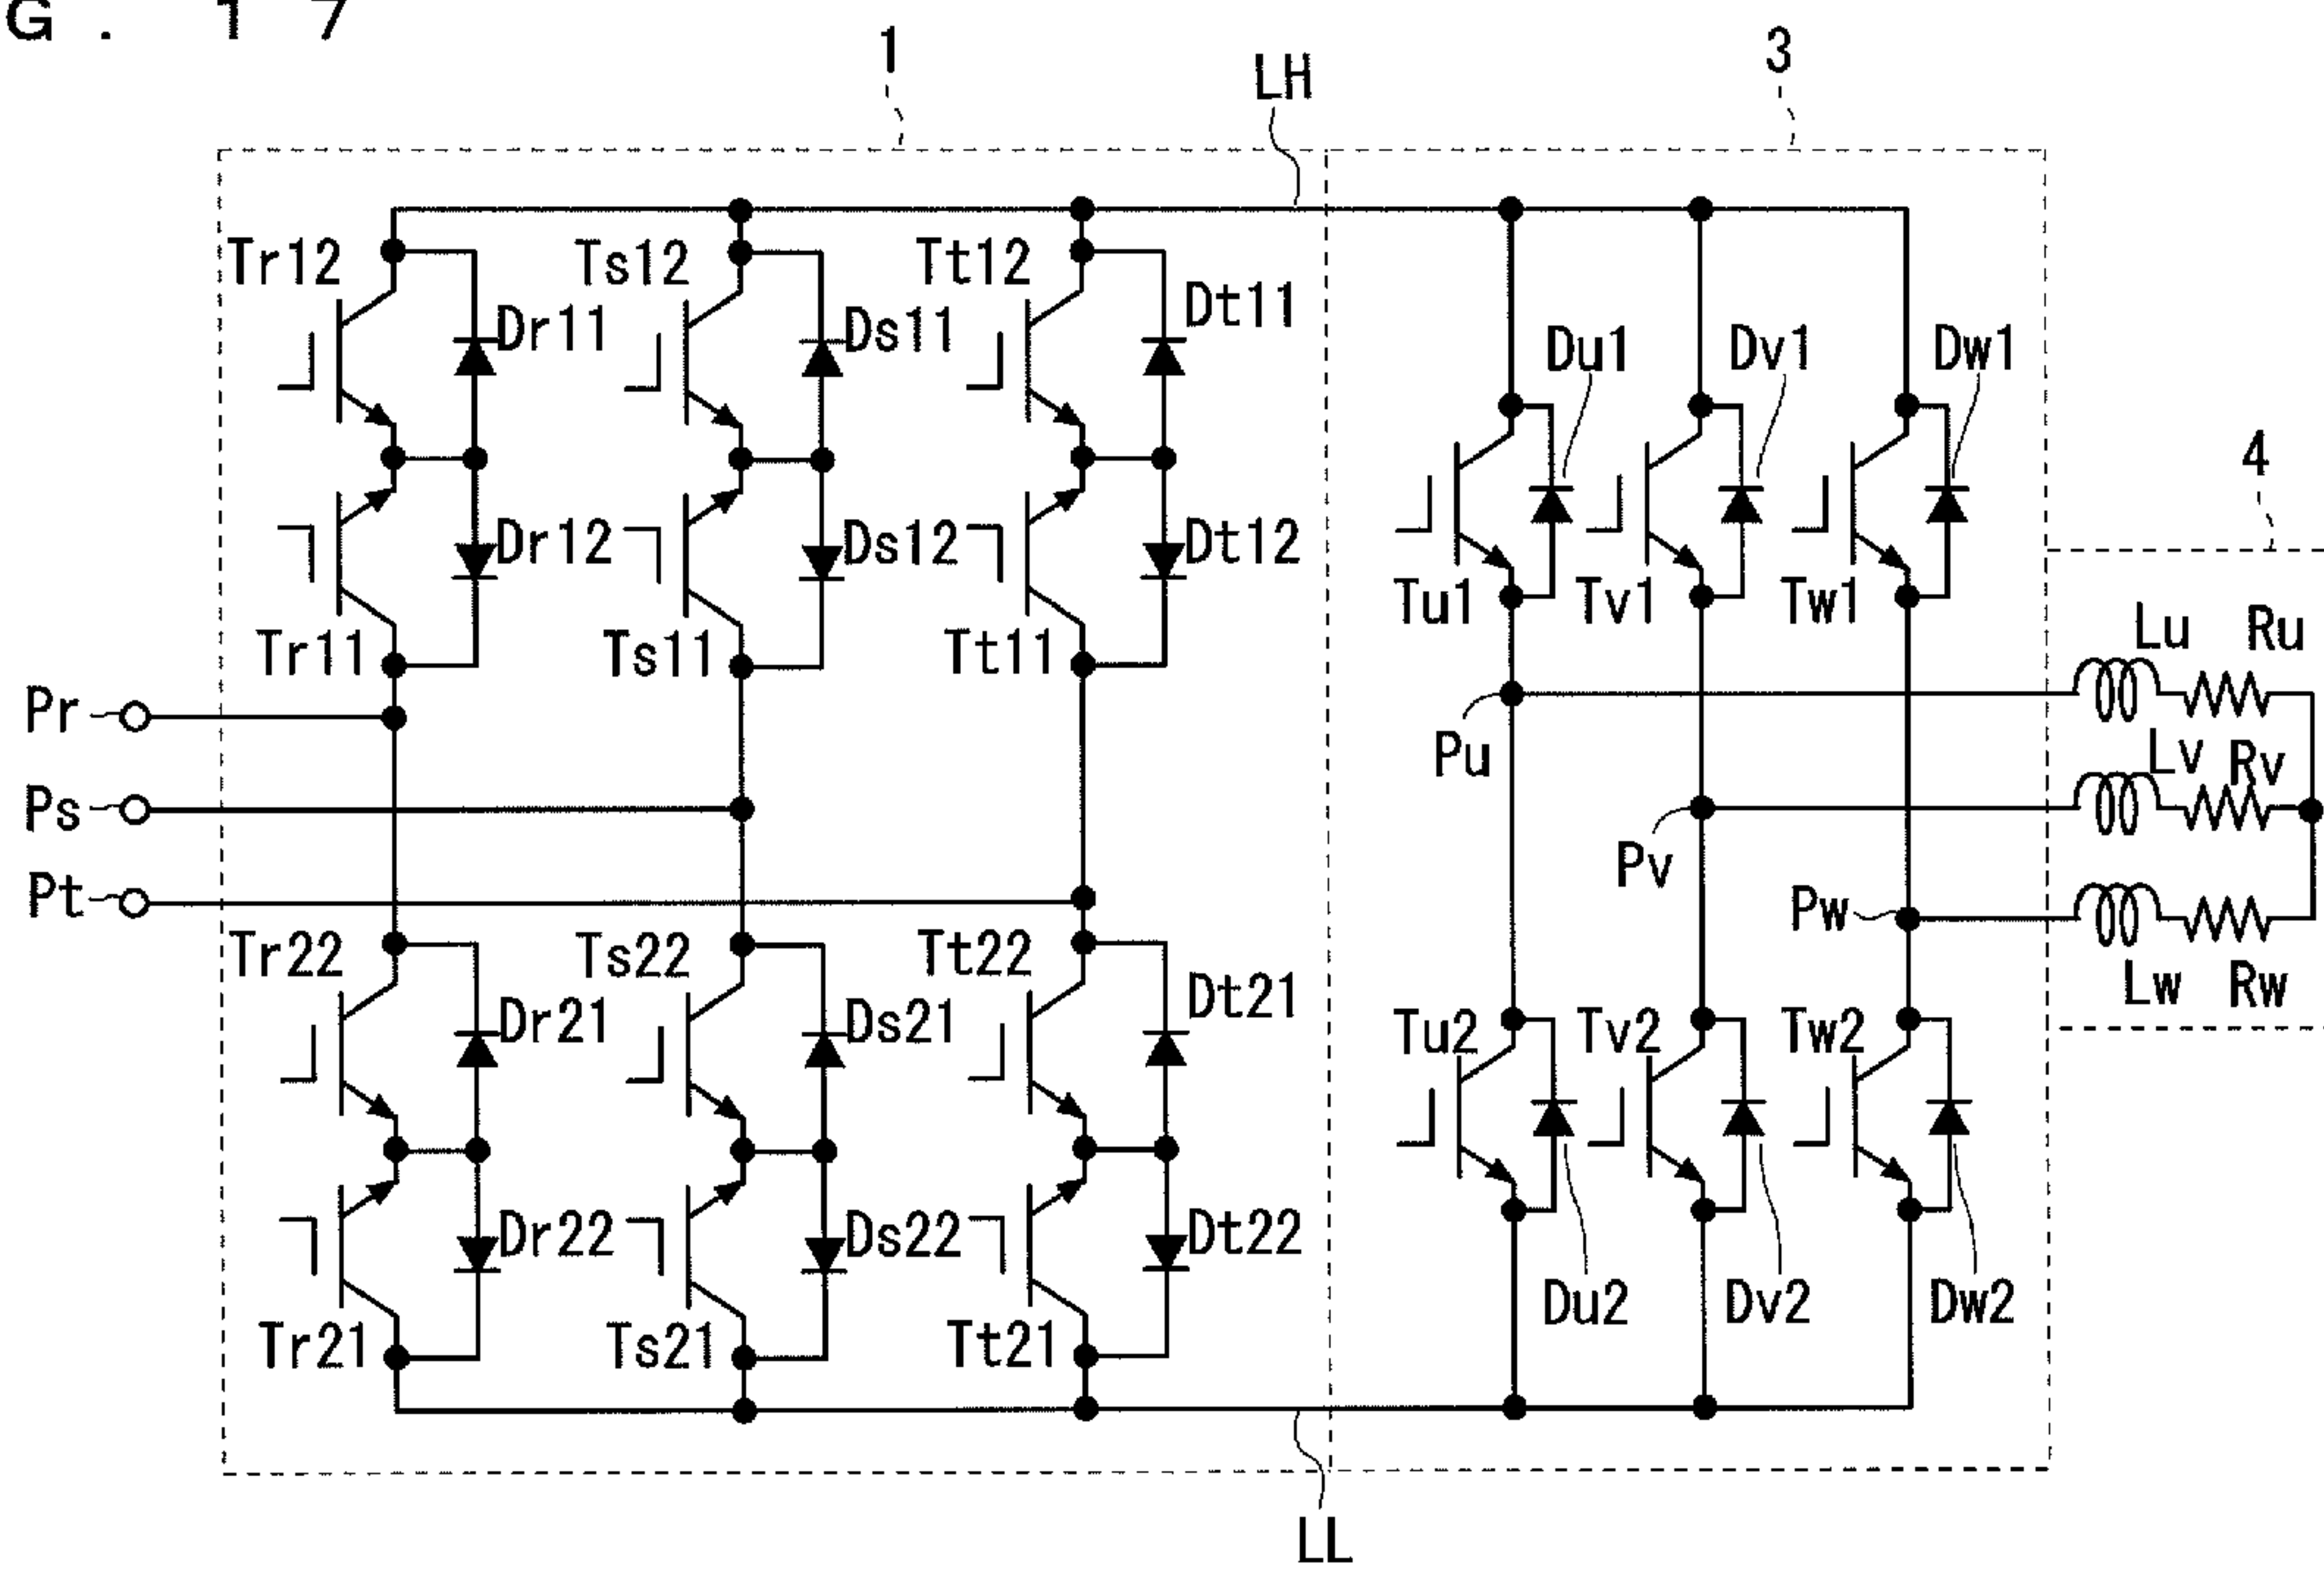 G. 17
1
3
LH
Tr12
Ts12
Tt12
Dr11
Ds11
Dt11
Du1
Dv1
Dw1
4
Dr12
Ds12
Dt12
Tu1
Tv1
Tw1
Tr11
Ts11
Tt11
Lu
Ru
Pr
Pu
Lv
Rv
Ps
Pv
Pt
Pw
Tr22
Ts22
Tt22
Lw
Rw
Dr21
Ds21
Dt21
Tu2
Tv2
Tw2
Dr22
Ds22
Dt22
Tr21
Ts21
Tt21
Du2
Dv2
Dw2
LL